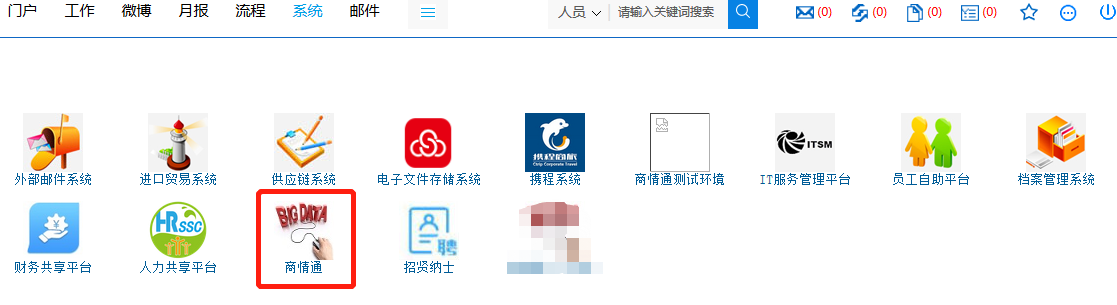 门户 工作 微博 月报 流程 系统 邮件 人员 请输入关键词搜索 (0) (0) (0) (0)
携程商旅 Ctrip Corporate Travel ITSM
外部邮件系统 进口贸易系统 供应链系统 电子文件存储系统 携程系统 商情通测试环境 IT服务管理平台 员工自助平台 档案管理系统
HRSSC BIG DATA 聘
财务共享平台 人力共享平台 商情通 招贤纳士